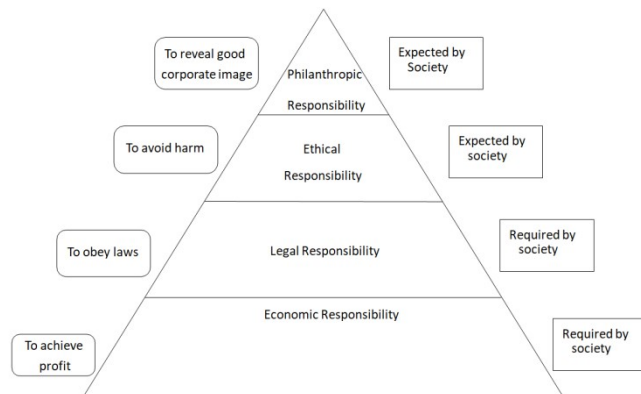 To reveal good
corporate image
Philanthropic
Responsibility
Expected by
Society
To avoid harm
Ethical
Responsibility
Expected by
society
To obey laws
Legal Responsibility
Required by
society
Economic Responsibility
To achieve
profit
Required by
society